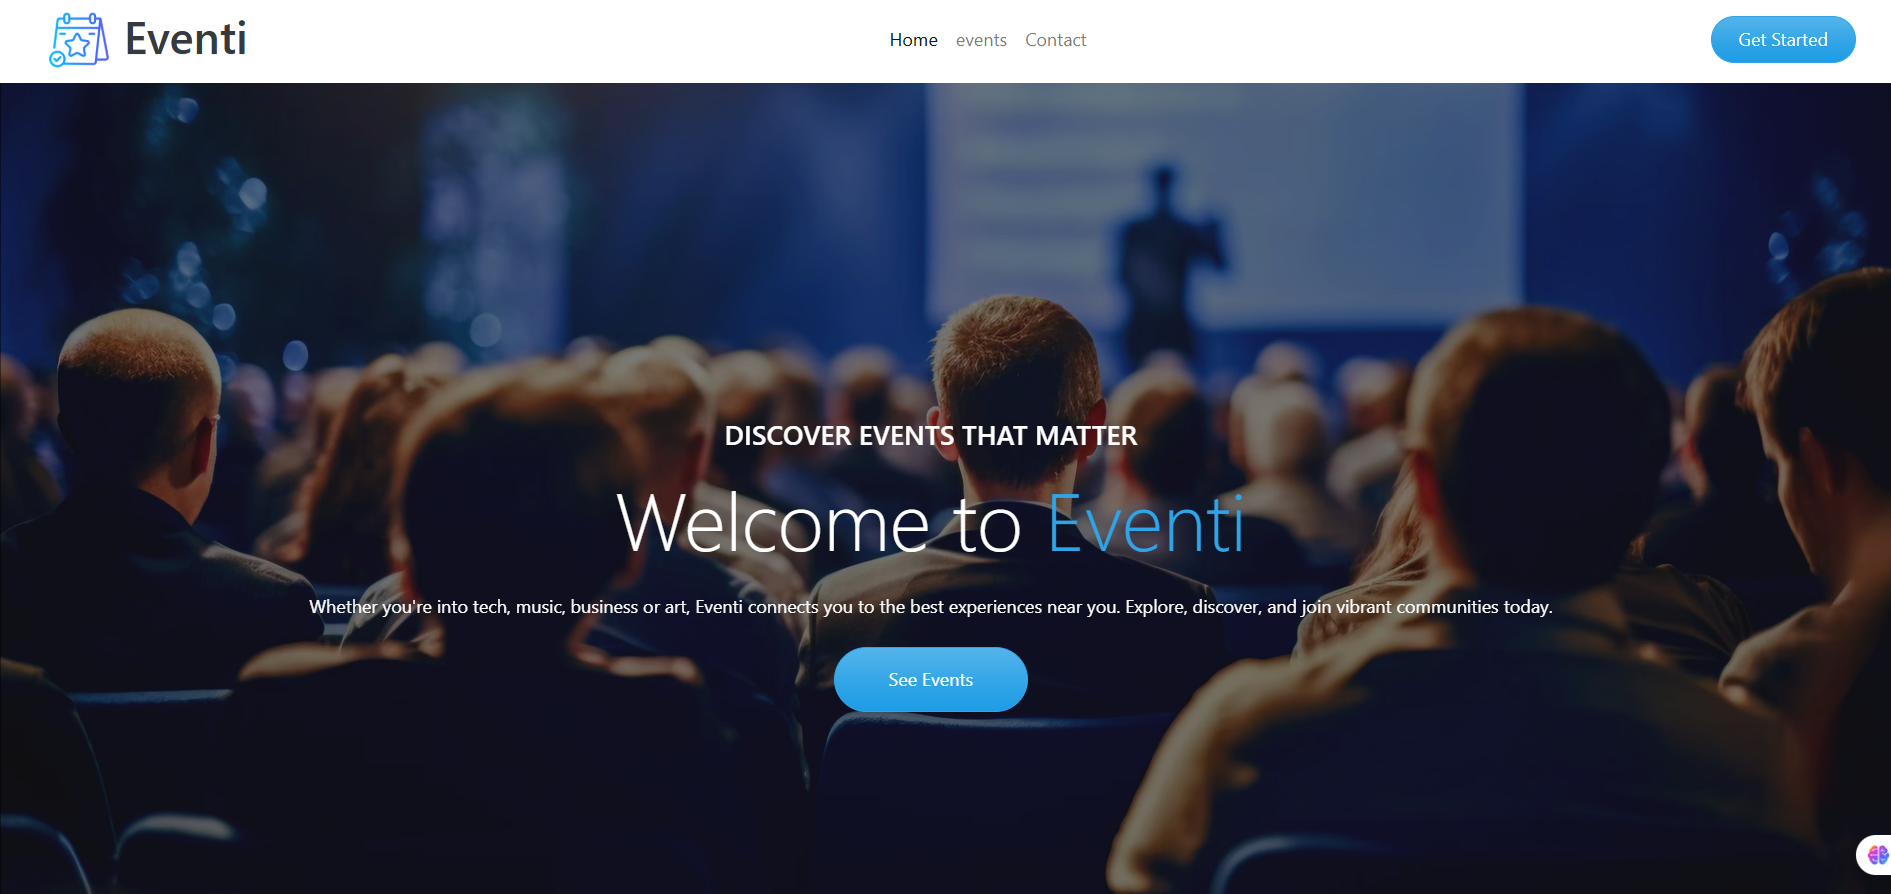 Eventi
Home events Contact
Get Started
DISCOVER EVENTS THAT MATTER
Welcome to Eventi
Whether you're into tech, music, business or art, Eventi connects you to the best experiences near you. Explore, discover, and join vibrant communities today.
See Events